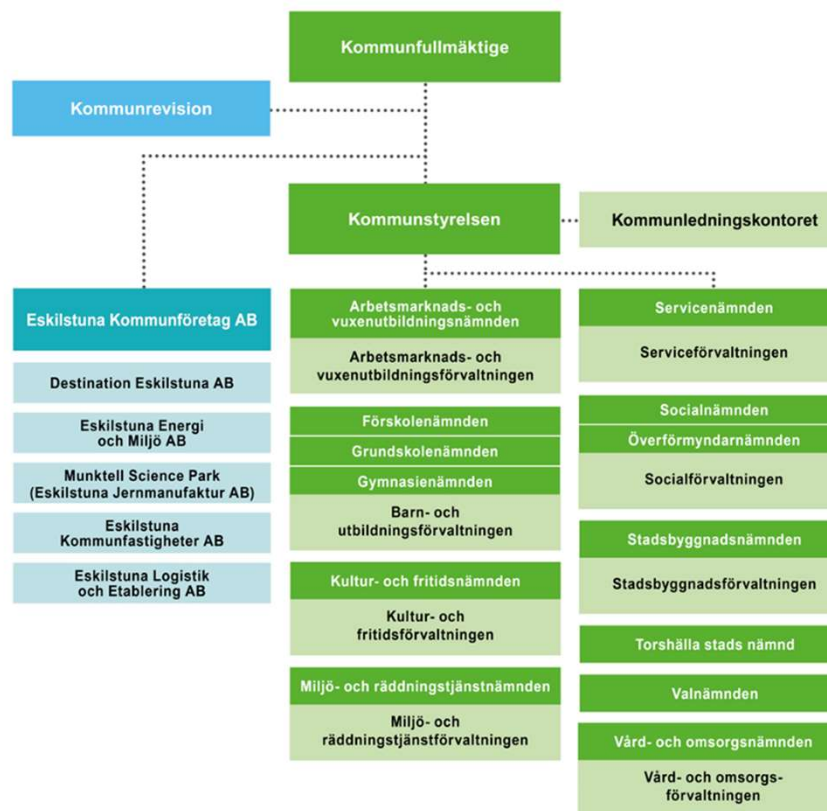 Kommunfullmäktige
Kommunrevision
Kommunstyrelsen
Kommunledningskontoret
Eskilstuna Kommunföretag AB
Destination Eskilstuna AB
Eskilstuna Energi
och Miljö AB
Munktell Science Park
(Eskilstuna Jernmanufaktur AB)
Eskilstuna
Kommunfastigheter AB
Eskilstuna Logistik
och Etablering AB
Arbetsmarknads- och
vuxenutbildningsnämnden
Arbetsmarknads- och
vuxenutbildningsförvaltningen
Förskolenämnden
Grundskolenämnden
Gymnasienämnden
Barn- och
utbildningsförvaltningen
Kultur- och fritidsnämnden
Kultur- och
fritidsförvaltningen
Miljö- och räddningstjänstnämnden
Miljö- och
räddningstjänstförvaltningen
Servicenämnden
Serviceförvaltningen
Socialnämnden
Överförmyndarnämnden
Socialförvaltningen
Stadsbyggnadsnämnden
Stadsbyggnadsförvaltningen
Torshälla stads nämnd
Valnämnden
Vård- och omsorgsnämnden
Vård- och omsorgs-
förvaltningen